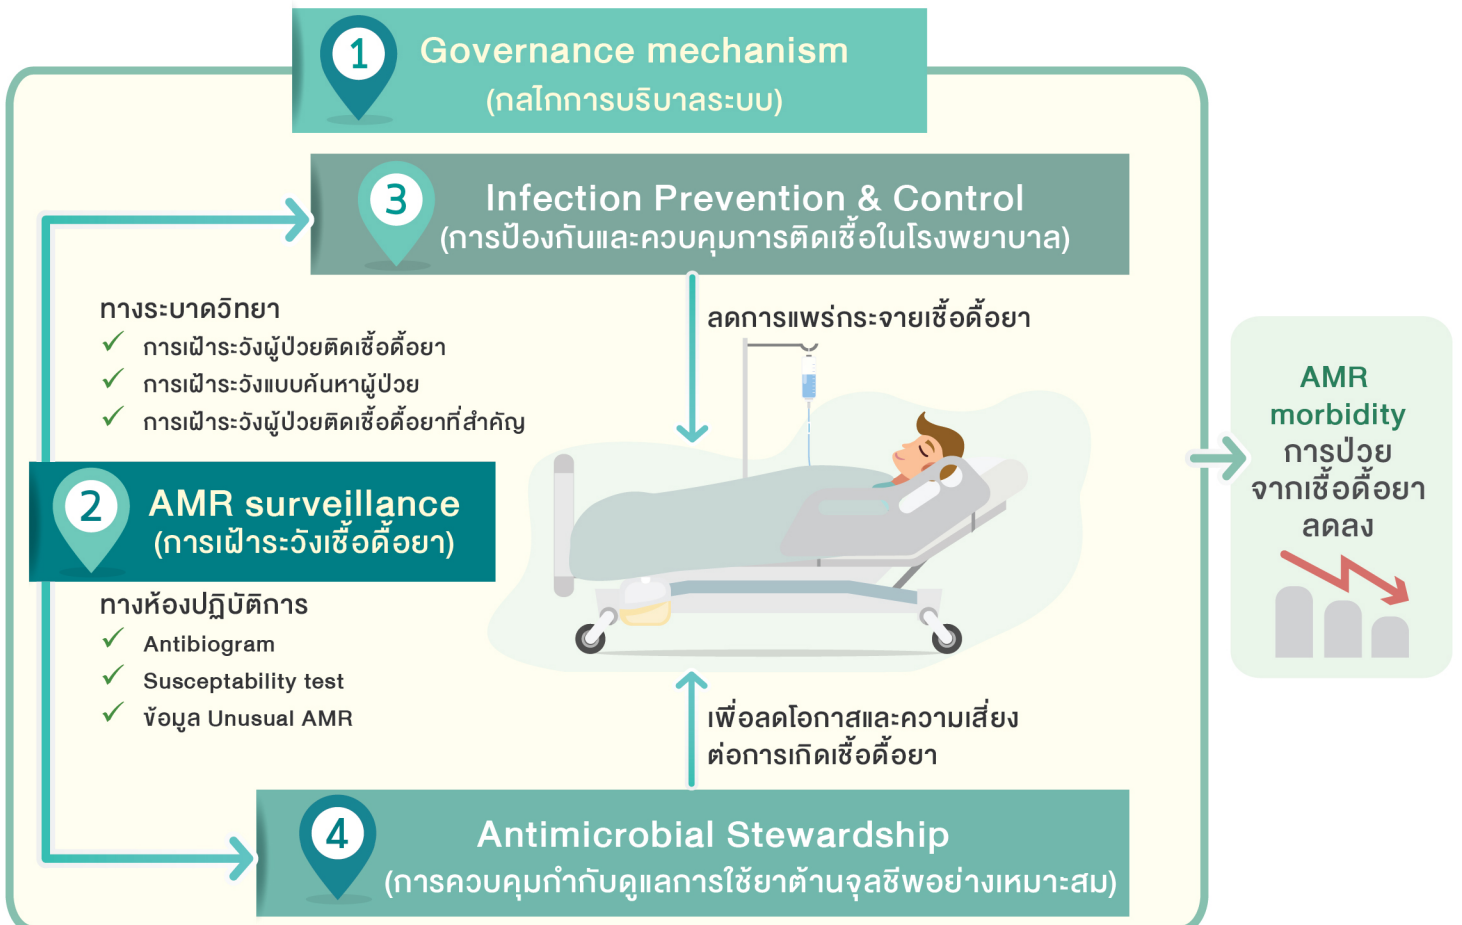 1
Governance mechanism
(กลไกการบริบาลระบบ)
3
Infection Prevention & Control
(การป้องกันและควบคุมการติดเชื้อในโรงพยาบาล)
ทางระบาดวิทยา
✓ การเฝ้าระวังผู้ป่วยติดเชื้อดื้อยา
✓ การเฝ้าระวังแบบค้นหาผู้ป่วย
✓ การเฝ้าระวังผู้ป่วยติดเชื้อดื้อยาที่สำคัญ
ลดการแพร่กระจายเชื้อดื้อยา
2
AMR surveillance
(การเฝ้าระวังเชื้อดื้อยา)
ทางห้องปฏิบัติการ
✓ Antibiogram
✓ Susceptability test
✓ ข้อมูล Unusual AMR
เพื่อลดโอกาสและความเสี่ยง
ต่อการเกิดเชื้อดื้อยา
4
Antimicrobial Stewardship
(การควบคุมกำกับดูแลการใช้ยาต้านจุลชีพอย่างเหมาะสม)
AMR
morbidity
การป่วย
จากเชื้อดื้อยา
ลดลง